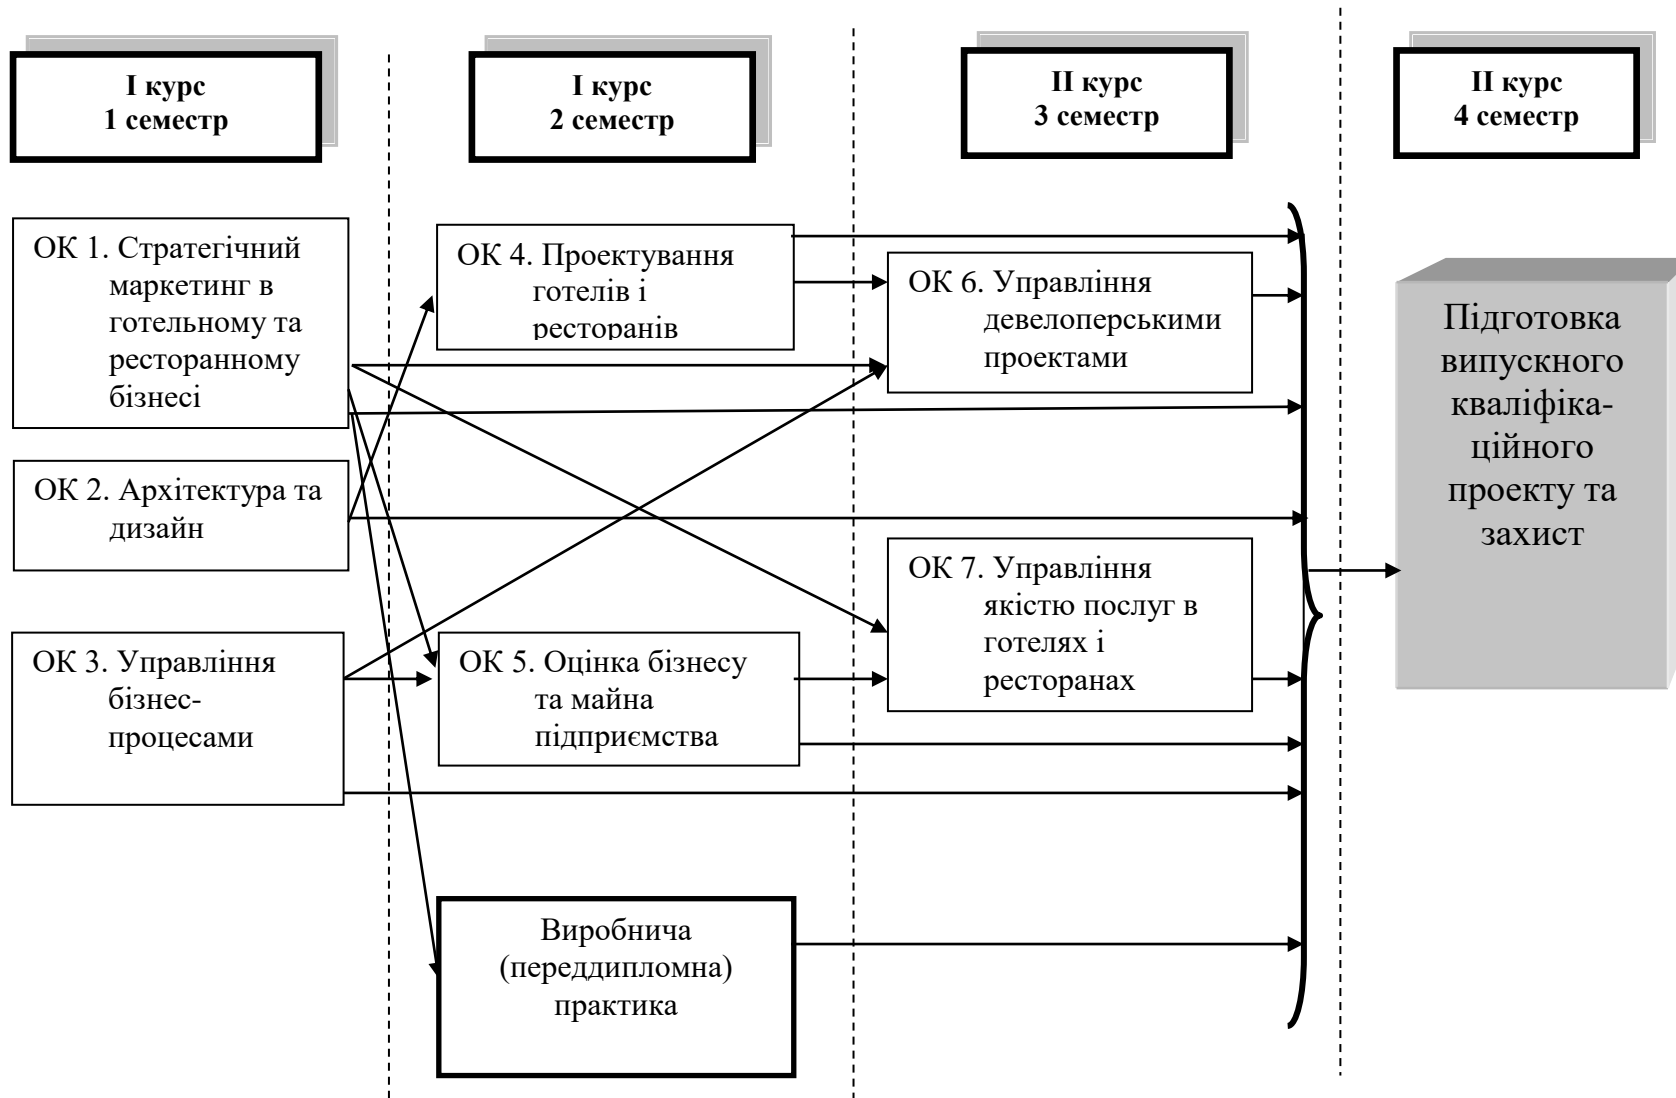 І курс
1 семестр
І курс
2 семестр
ІІ курс
3 семестр
ІІ курс
4 семестр
ОК 1. Стратегічний
маркетинг в
готельному та
ресторанному
бізнесі
ОК 2. Архітектура та
дизайн
ОК 3. Управління
бізнес-
процесами
ОК 4. Проектування
готелів і
ресторанів
ОК 5. Оцінка бізнесу
та майна
підприємства
Виробнича
(переддипломна)
практика
ОК 6. Управління
девелоперськими
проектами
ОК 7. Управління
якістю послуг в
готелях і
ресторанах
Підготовка
випускного
кваліфіка-
ційного
проекту та
захист